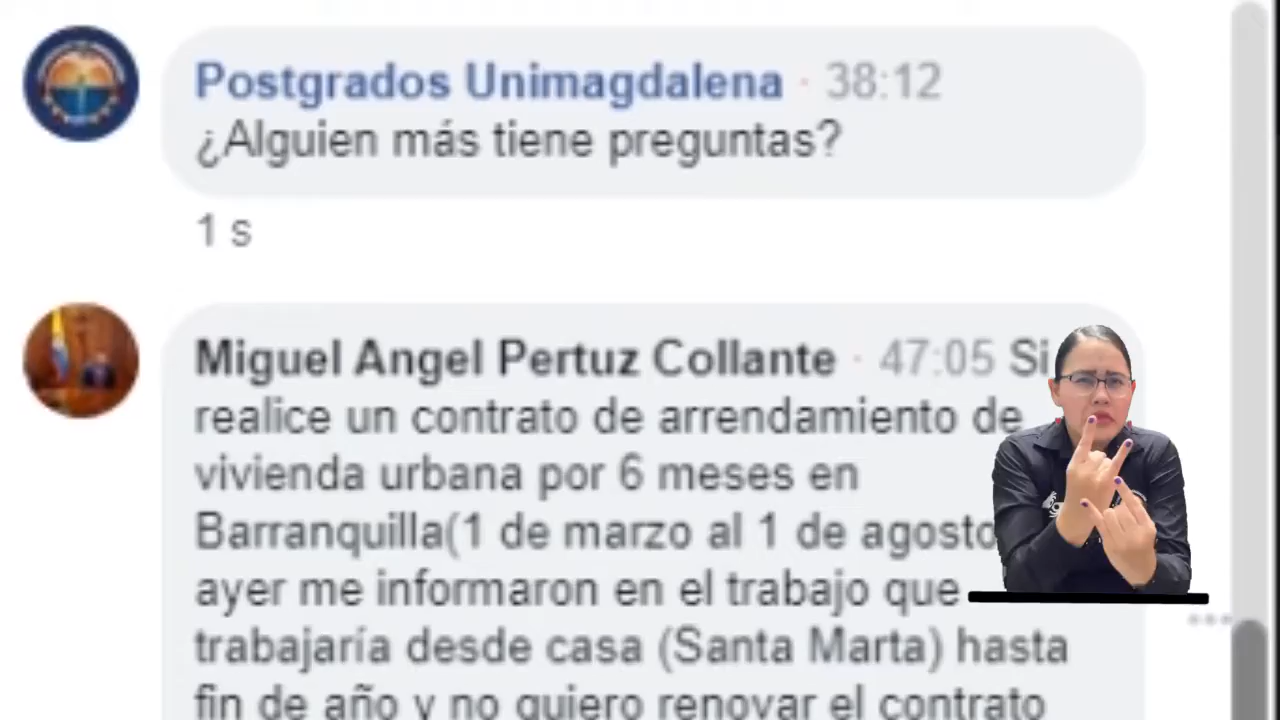 Postgrados Unimagdalena · 38:12
¿Alguien más tiene preguntas?
1 s
Miguel Angel Pertuz Collante · 47:05 Si
realice un contrato de arrendamiento de
vivienda urbana por 6 meses en
Barranquilla(1 de marzo al 1 de agosto
ayer me informaron en el trabajo que
trabajaría desde casa (Santa Marta) hasta
fin de año y no quiero renovar el contrato